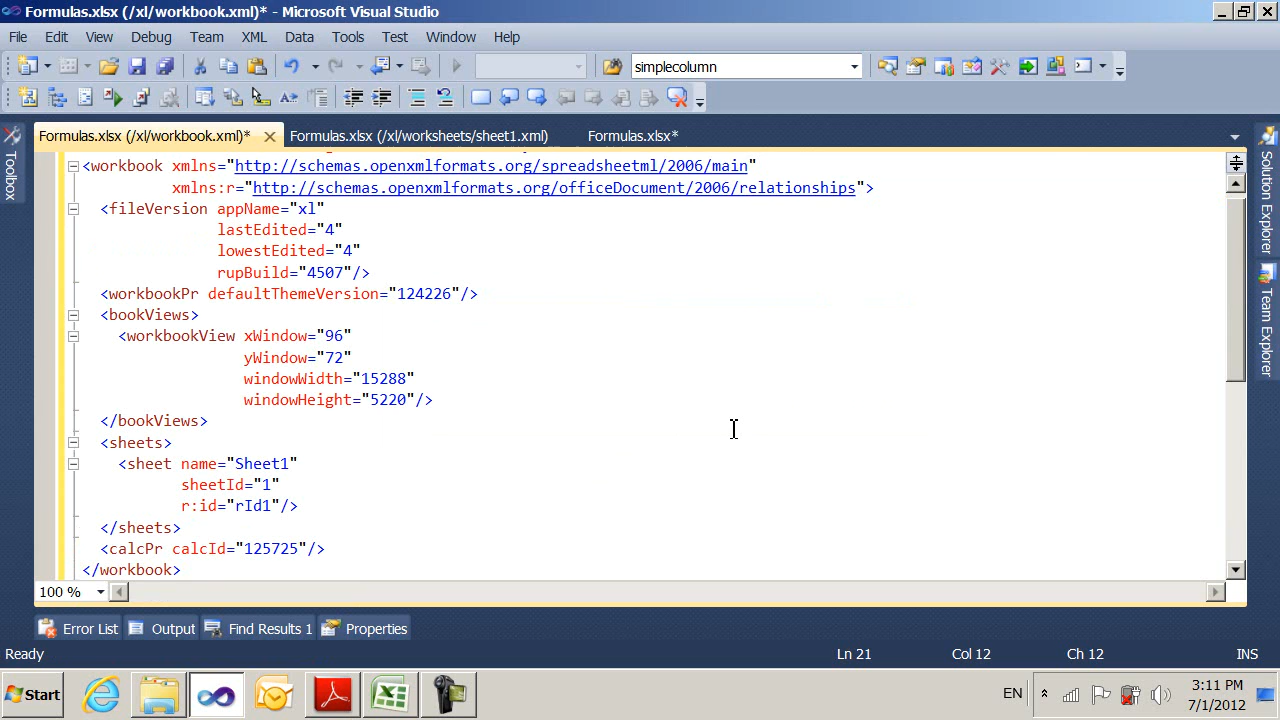 Formulas.xlsx (/xl/workbook.xml)* - Microsoft Visual Studio
File Edit View Debug Team XML Data Tools Test Window Help
simplecolumn
Formulas.xlsx (/xl/workbook.xml)* Formulas.xlsx (/xl/worksheets/sheet1.xml) Formulas.xlsx*
Toolbox
<workbook xmlns="http://schemas.openxmlformats.org/spreadsheetml/2006/main"
xmlns:r="http://schemas.openxmlformats.org/officeDocument/2006/relationships">
<fileVersion appName="xl"
lastEdited="4"
lowestEdited="4"
rupBuild="4507"/>
<workbookPr defaultThemeVersion="124226"/>
<bookViews>
<workbookView xWindow="96"
yWindow="72"
windowWidth="15288"
windowHeight="5220"/>
</bookViews>
<sheets>
<sheet name="Sheet1"
sheetId="1"
r:id="rId1"/>
</sheets>
<calcPr calcId="125725"/>
</workbook>
Solution Explorer
Team Explorer
100 %
Error List Output Find Results 1 Properties
Ready Ln 21 Col 12 Ch 12 INS
Start EN 3:11 PM
7/1/2012